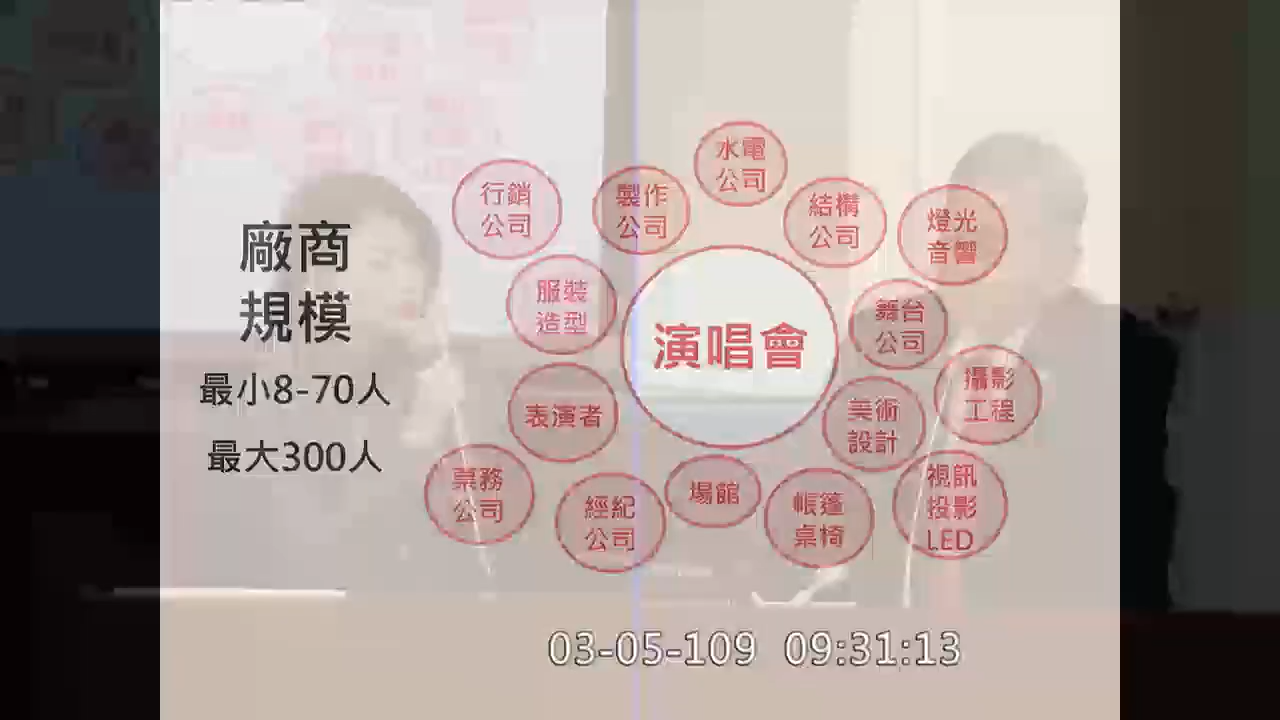 廠商
規模
最小8-70人
最大300人
水電
公司
行銷
公司
製作
公司
結構
公司
燈光
音響
服裝
造型
演唱會
舞台
公司
攝影
工程
表演者
美術
設計
票務
公司
經紀
公司
場館
帳篷
桌椅
視訊
投影
LED
03-05-109 09:31:13